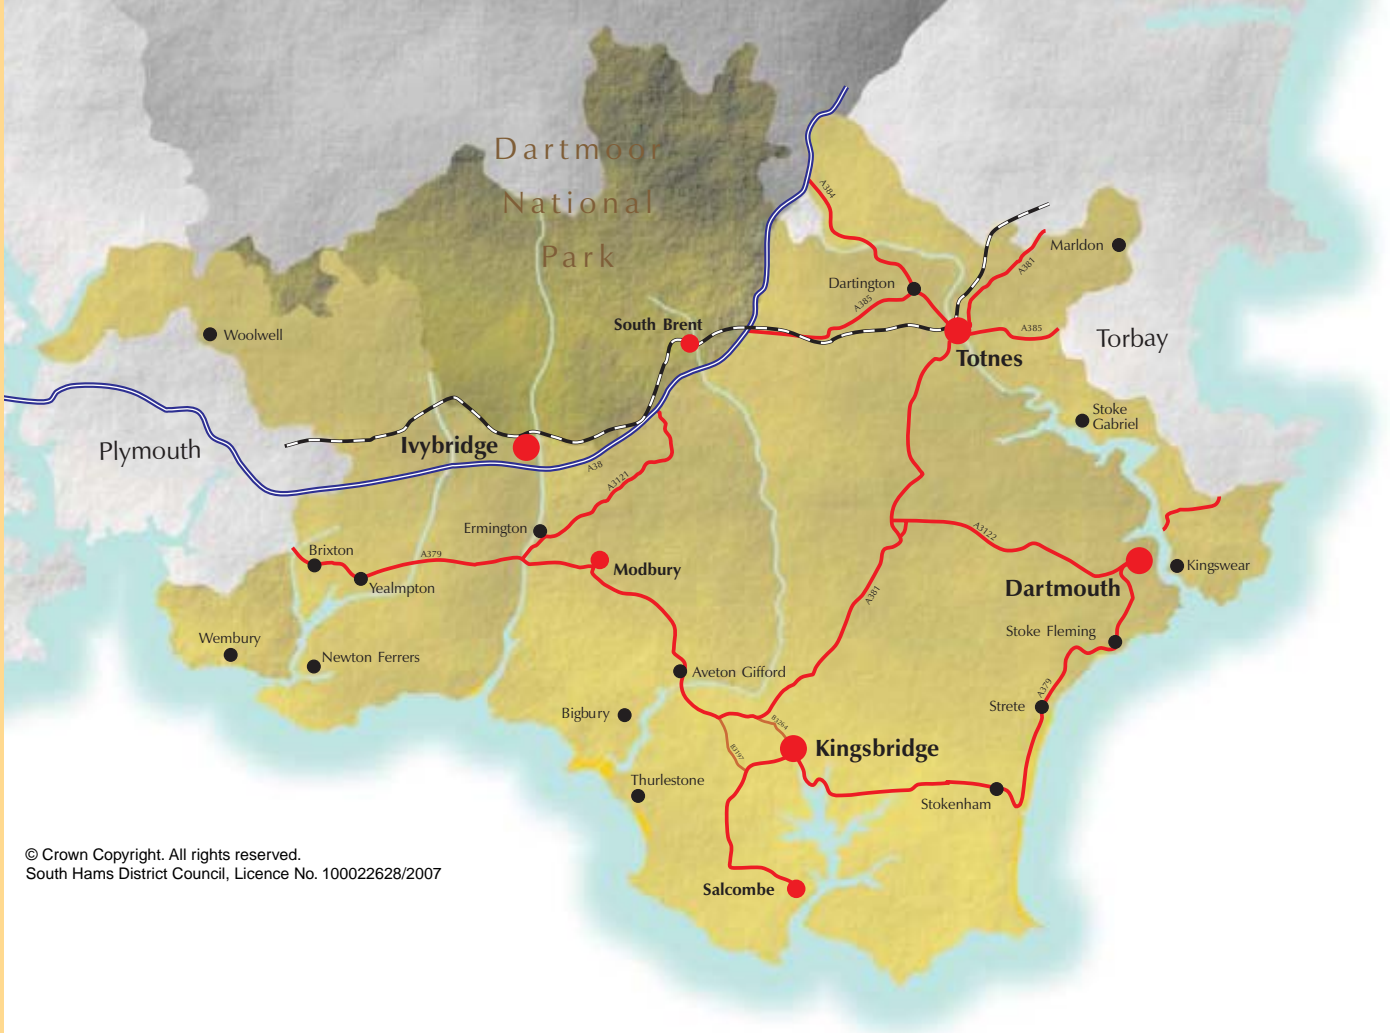 Dartmoor
National
Park
A384
Marldon
A381
Dartington
A385
South Brent
Woolwell
A385
Torbay
Totnes
Stoke
Gabriel
Plymouth
Ivybridge
A38
A3121
Ermington
A3122
Brixton
A379
Modbury
Kingswear
Yealmpton
Dartmouth
A381
Stoke Fleming
Wembury
Newton Ferrers
Aveton Gifford
A379
Strete
Bigbury
B3264
B3197
Kingsbridge
Thurlestone
Stokenham
© Crown Copyright. All rights reserved.
South Hams District Council, Licence No. 100022628/2007
Salcombe